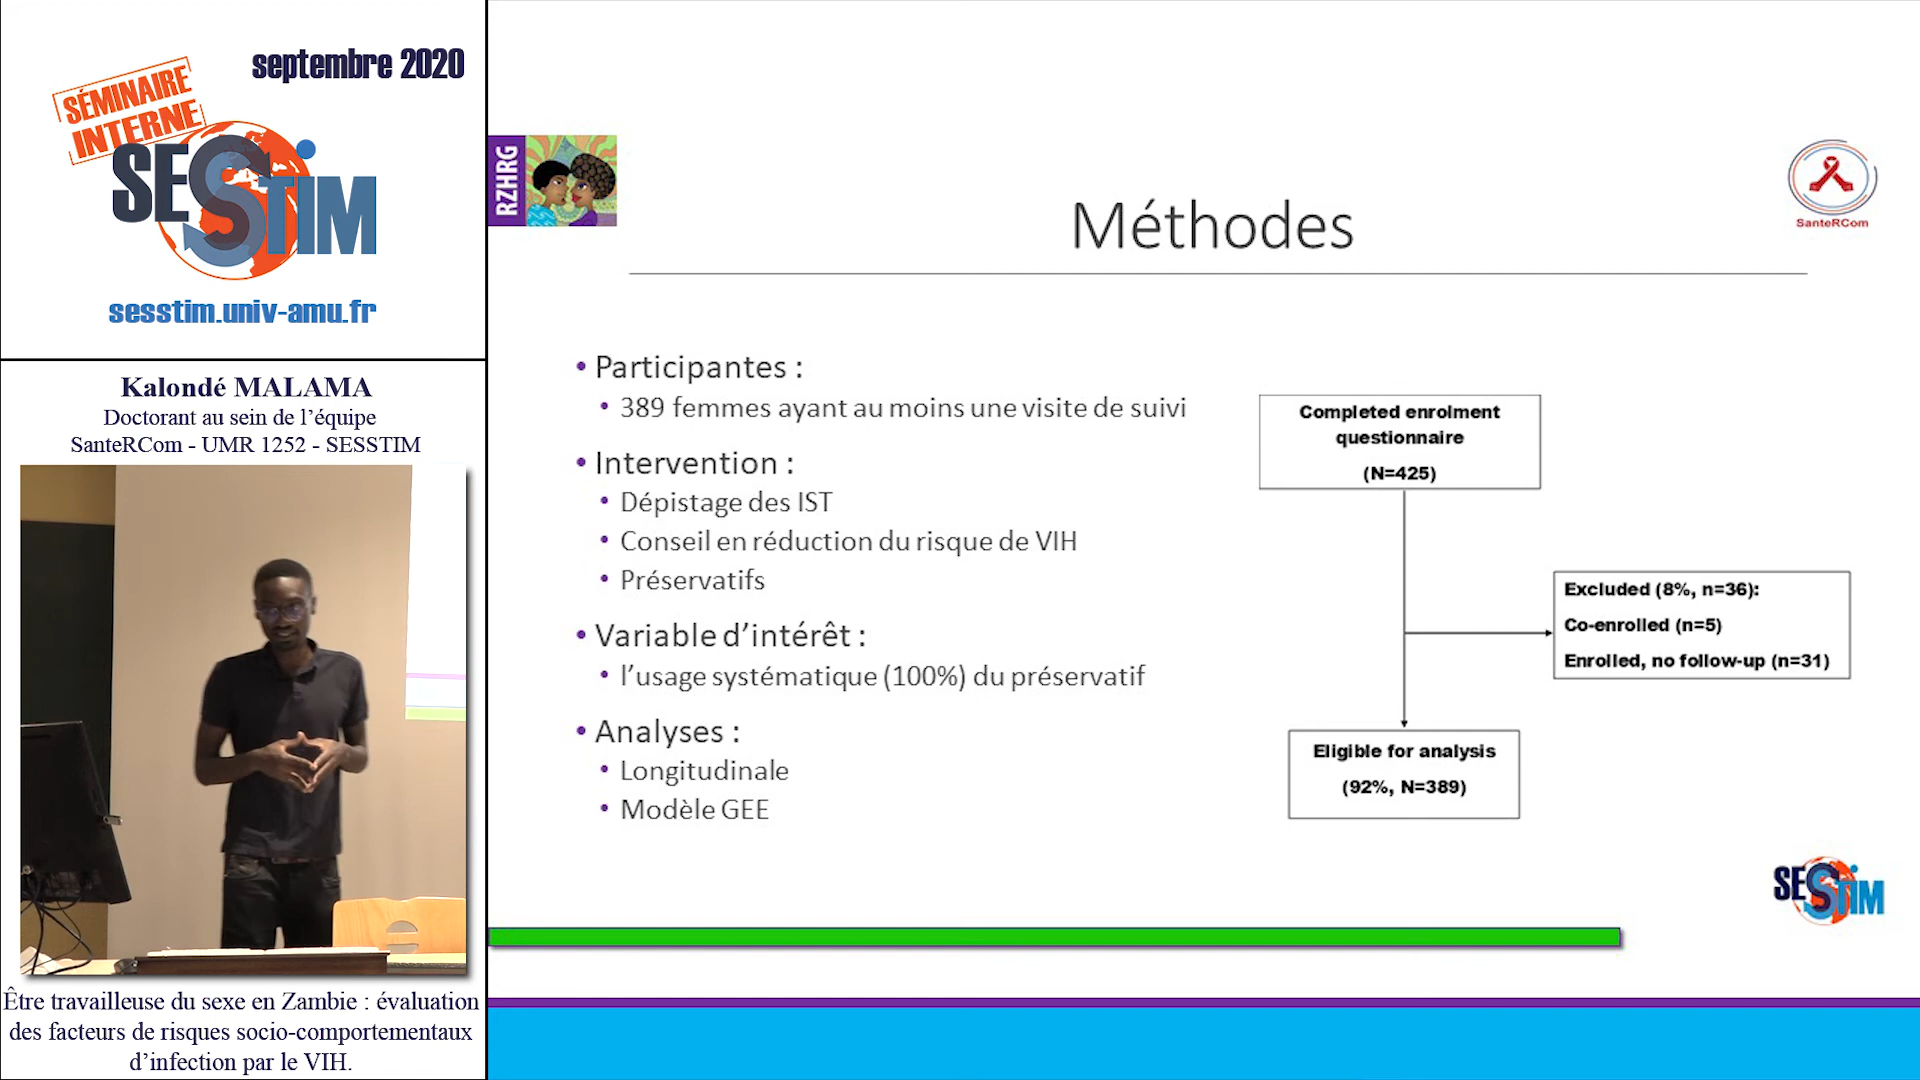 septembre 2020
SÉMINAIRE
INTERNE
SESSTIM
sesstim.univ-amu.fr
Kalondé MALAMA
Doctorant au sein de l’équipe
SanteRCom - UMR 1252 - SESSTIM
Être travailleuse du sexe en Zambie : évaluation
des facteurs de risques socio-comportementaux
d’infection par le VIH.
RZHRG
Méthodes
SanteRCom
• Participantes :
• 389 femmes ayant au moins une visite de suivi
• Intervention :
• Dépistage des IST
• Conseil en réduction du risque de VIH
• Préservatifs
• Variable d’intérêt :
• l’usage systématique (100%) du préservatif
• Analyses :
• Longitudinale
• Modèle GEE
Completed enrolment
questionnaire
(N=425)
Excluded (8%, n=36):
Co-enrolled (n=5)
Enrolled, no follow-up (n=31)
Eligible for analysis
(92%, N=389)
SESSTIM